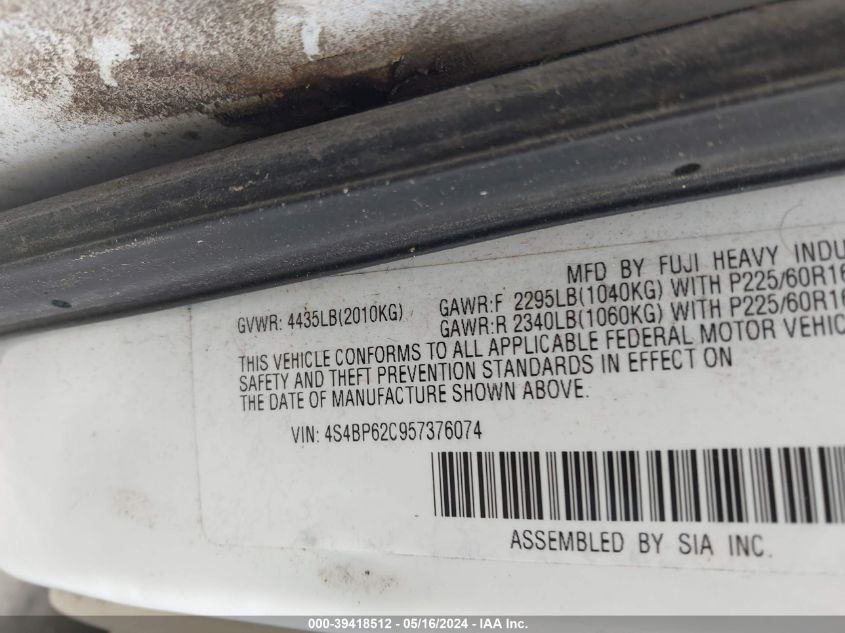 MFD BY FUJI HEAVY INDU
GVWR: 4435LB(2010KG) GAWR:F 2295LB(1040KG) WITH P225/60R16
GAWR:R 2340LB(1060KG) WITH P225/60R16
THIS VEHICLE CONFORMS TO ALL APPLICABLE FEDERAL MOTOR VEHIC
SAFETY AND THEFT PREVENTION STANDARDS IN EFFECT ON
THE DATE OF MANUFACTURE SHOWN ABOVE.
VIN: 4S4BP62C957376074
ASSEMBLED BY SIA INC.
000-39418512 - 05/16/2024 - IAA Inc.